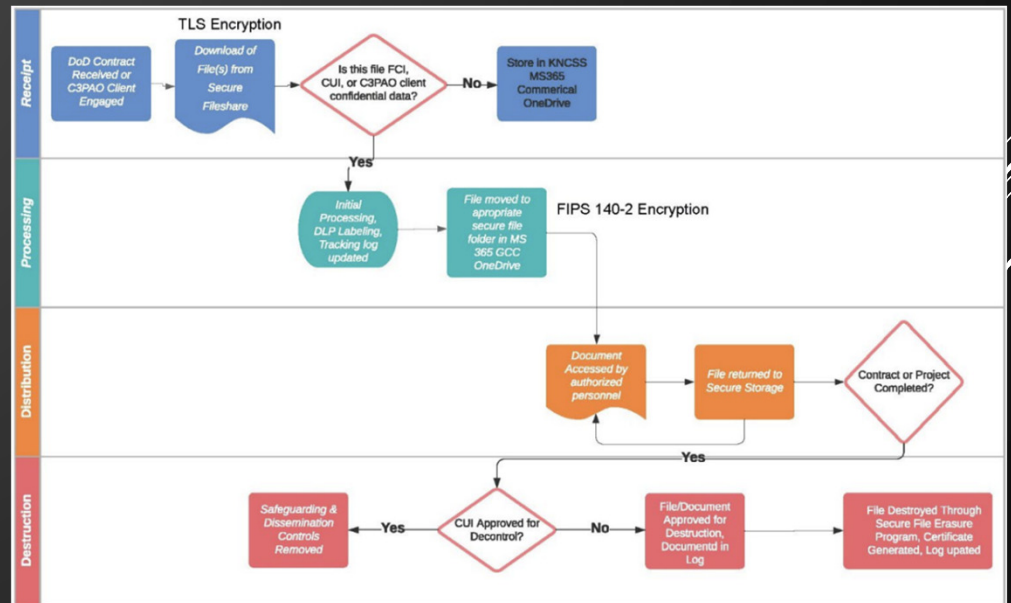 TLS Encryption
Receipt
DoD Contract
Received or
C3PAO Client
Engaged
Download of
File(s) from
Secure
Fileshare
Is this file FCI,
CUI, or C3PAO client
confidential data?
No
Store in KNCSS
MS365
Commerical
OneDrive
Yes
Processing
Initial
Processing,
DLP Labeling,
Tracking log
updated
File moved to
apropriate
secure file
folder in MS
365 GCC
OneDrive
FIPS 140-2 Encryption
Distribution
Document
Accessed by
authorized
personnel
File returned to
Secure Storage
Contract or Project
Completed?
Yes
Destruction
Safeguarding &
Dissemination
Controls
Removed
Yes
CUI Approved for
Decontrol?
No
File/Document
Approved for
Destruction,
Documentd in
Log
File Destroyed Through
Secure File Erasure
Program, Certificate
Generated, Log upated